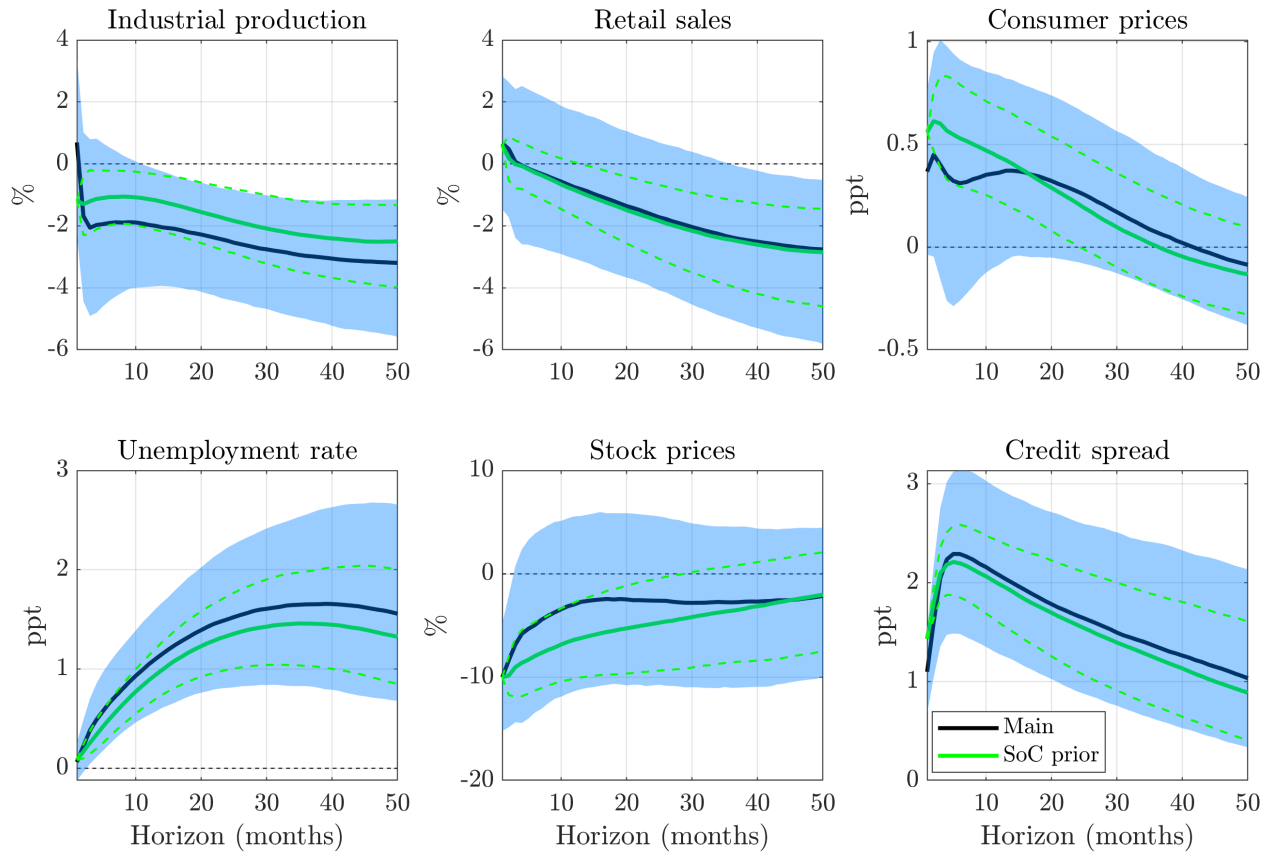 Industrial production
4
2
0
-2
-4
-6
%
10 20 30 40 50
Retail sales
4
2
0
-2
-4
-6
%
10 20 30 40 50
Consumer prices
1
0.5
0
-0.5
ppt
10 20 30 40 50
Unemployment rate
3
2
1
0
ppt
10 20 30 40 50
Horizon (months)
Stock prices
10
0
-10
-20
%
10 20 30 40 50
Horizon (months)
Credit spread
3
2
1
0
ppt
Main
SoC prior
10 20 30 40 50
Horizon (months)